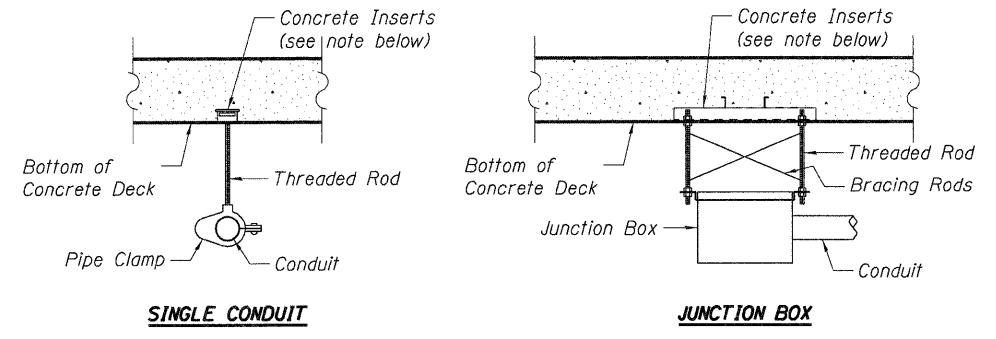 Concrete Inserts
(see note below)
Bottom of
Concrete Deck
Threaded Rod
Pipe Clamp
Conduit
SINGLE CONDUIT
Concrete Inserts
(see note below)
Bottom of
Concrete Deck
Threaded Rod
Bracing Rods
Junction Box
Conduit
JUNCTION BOX